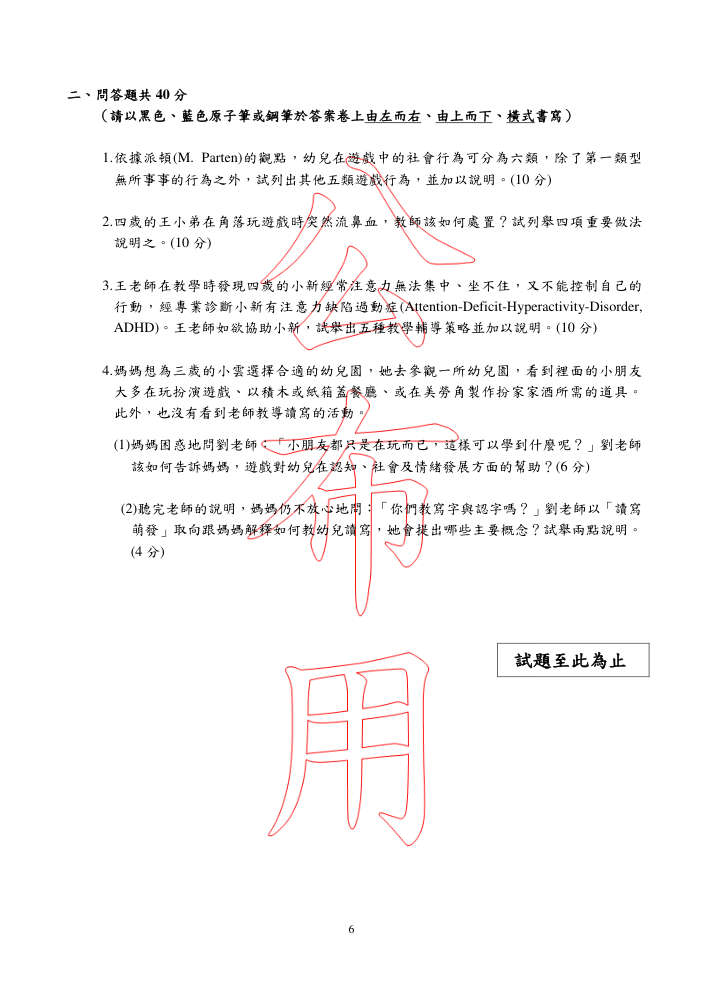 二、問答題共 40 分
（請以黑色、藍色原子筆或鋼筆於答案卷上由左而右、由上而下、橫式書寫）
1.依據派頓(M. Parten)的觀點，幼兒在遊戲中的社會行為可分為六類，除了第一類型
無所事事的行為之外，試列出其他五類遊戲行為，並加以說明。(10 分)
2.四歲的王小弟在角落玩遊戲時突然流鼻血，教師該如何處置？試列舉四項重要做法
說明之。(10 分)
3.王老師在教學時發現四歲的小新經常注意力無法集中、坐不住，又不能控制自己的
行動，經專業診斷小新有注意力缺陷過動症(Attention-Deficit-Hyperactivity-Disorder,
ADHD)。王老師如欲協助小新，試舉出五種教學輔導策略並加以說明。(10 分)
4.媽媽想為三歲的小雲選擇合適的幼兒園，她去參觀一所幼兒園，看到裡面的小朋友
大多在玩扮演遊戲、以積木或紙箱蓋餐廳、或在美勞角製作扮家家酒所需的道具。
此外，也沒有看到老師教導讀寫的活動。
(1)媽媽困惑地問劉老師：「小朋友都只是在玩而已，這樣可以學到什麼呢？」劉老師
該如何告訴媽媽，遊戲對幼兒在認知、社會及情緒發展方面的幫助？(6 分)
(2)聽完老師的說明，媽媽仍不放心地問：「你們教寫字與認字嗎？」劉老師以「讀寫
萌發」取向跟媽媽解釋如何教幼兒讀寫，她會提出哪些主要概念？試舉兩點說明。
(4 分)
試題至此為止
公
布
用
6